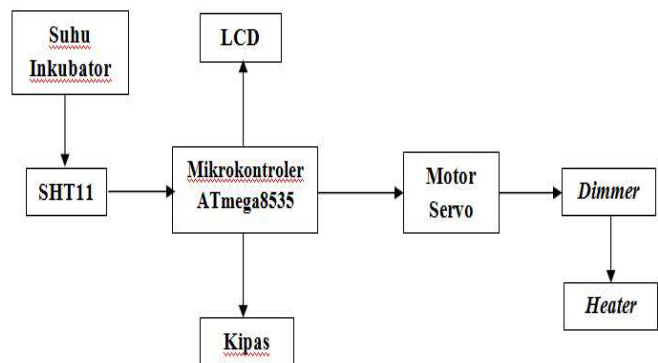 Suhu
Inkubator
LCD
SHT11
Mikrokontroler
ATmega8535
Motor
Servo
Dimmer
Heater
Kipas